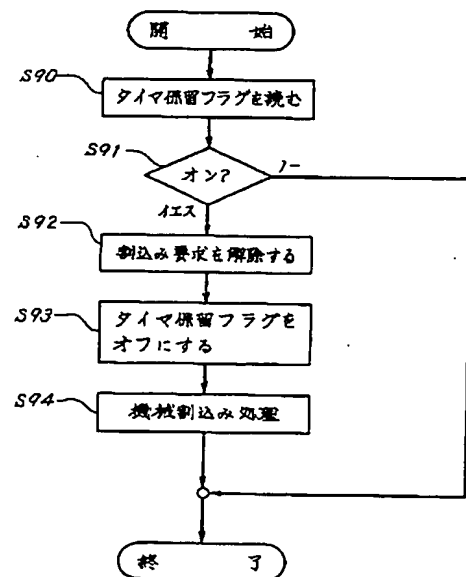 開 始
S90
タイマ保留フラグを読む
S91
オン?
ノー
イエス
S92
割込み要求を解除する
S93
タイマ保留フラグを
オフにする
S94
機械割込み処理
終 了